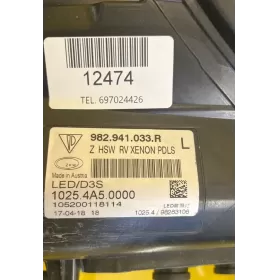 12474
TEL. 697024426
982.941.033.R
Z HSW RV XENON PDLS L
Made in Austria
LED/D3S
1025.4A5.0000
105200118114
17-04-18 18
1025.4 / 98283106